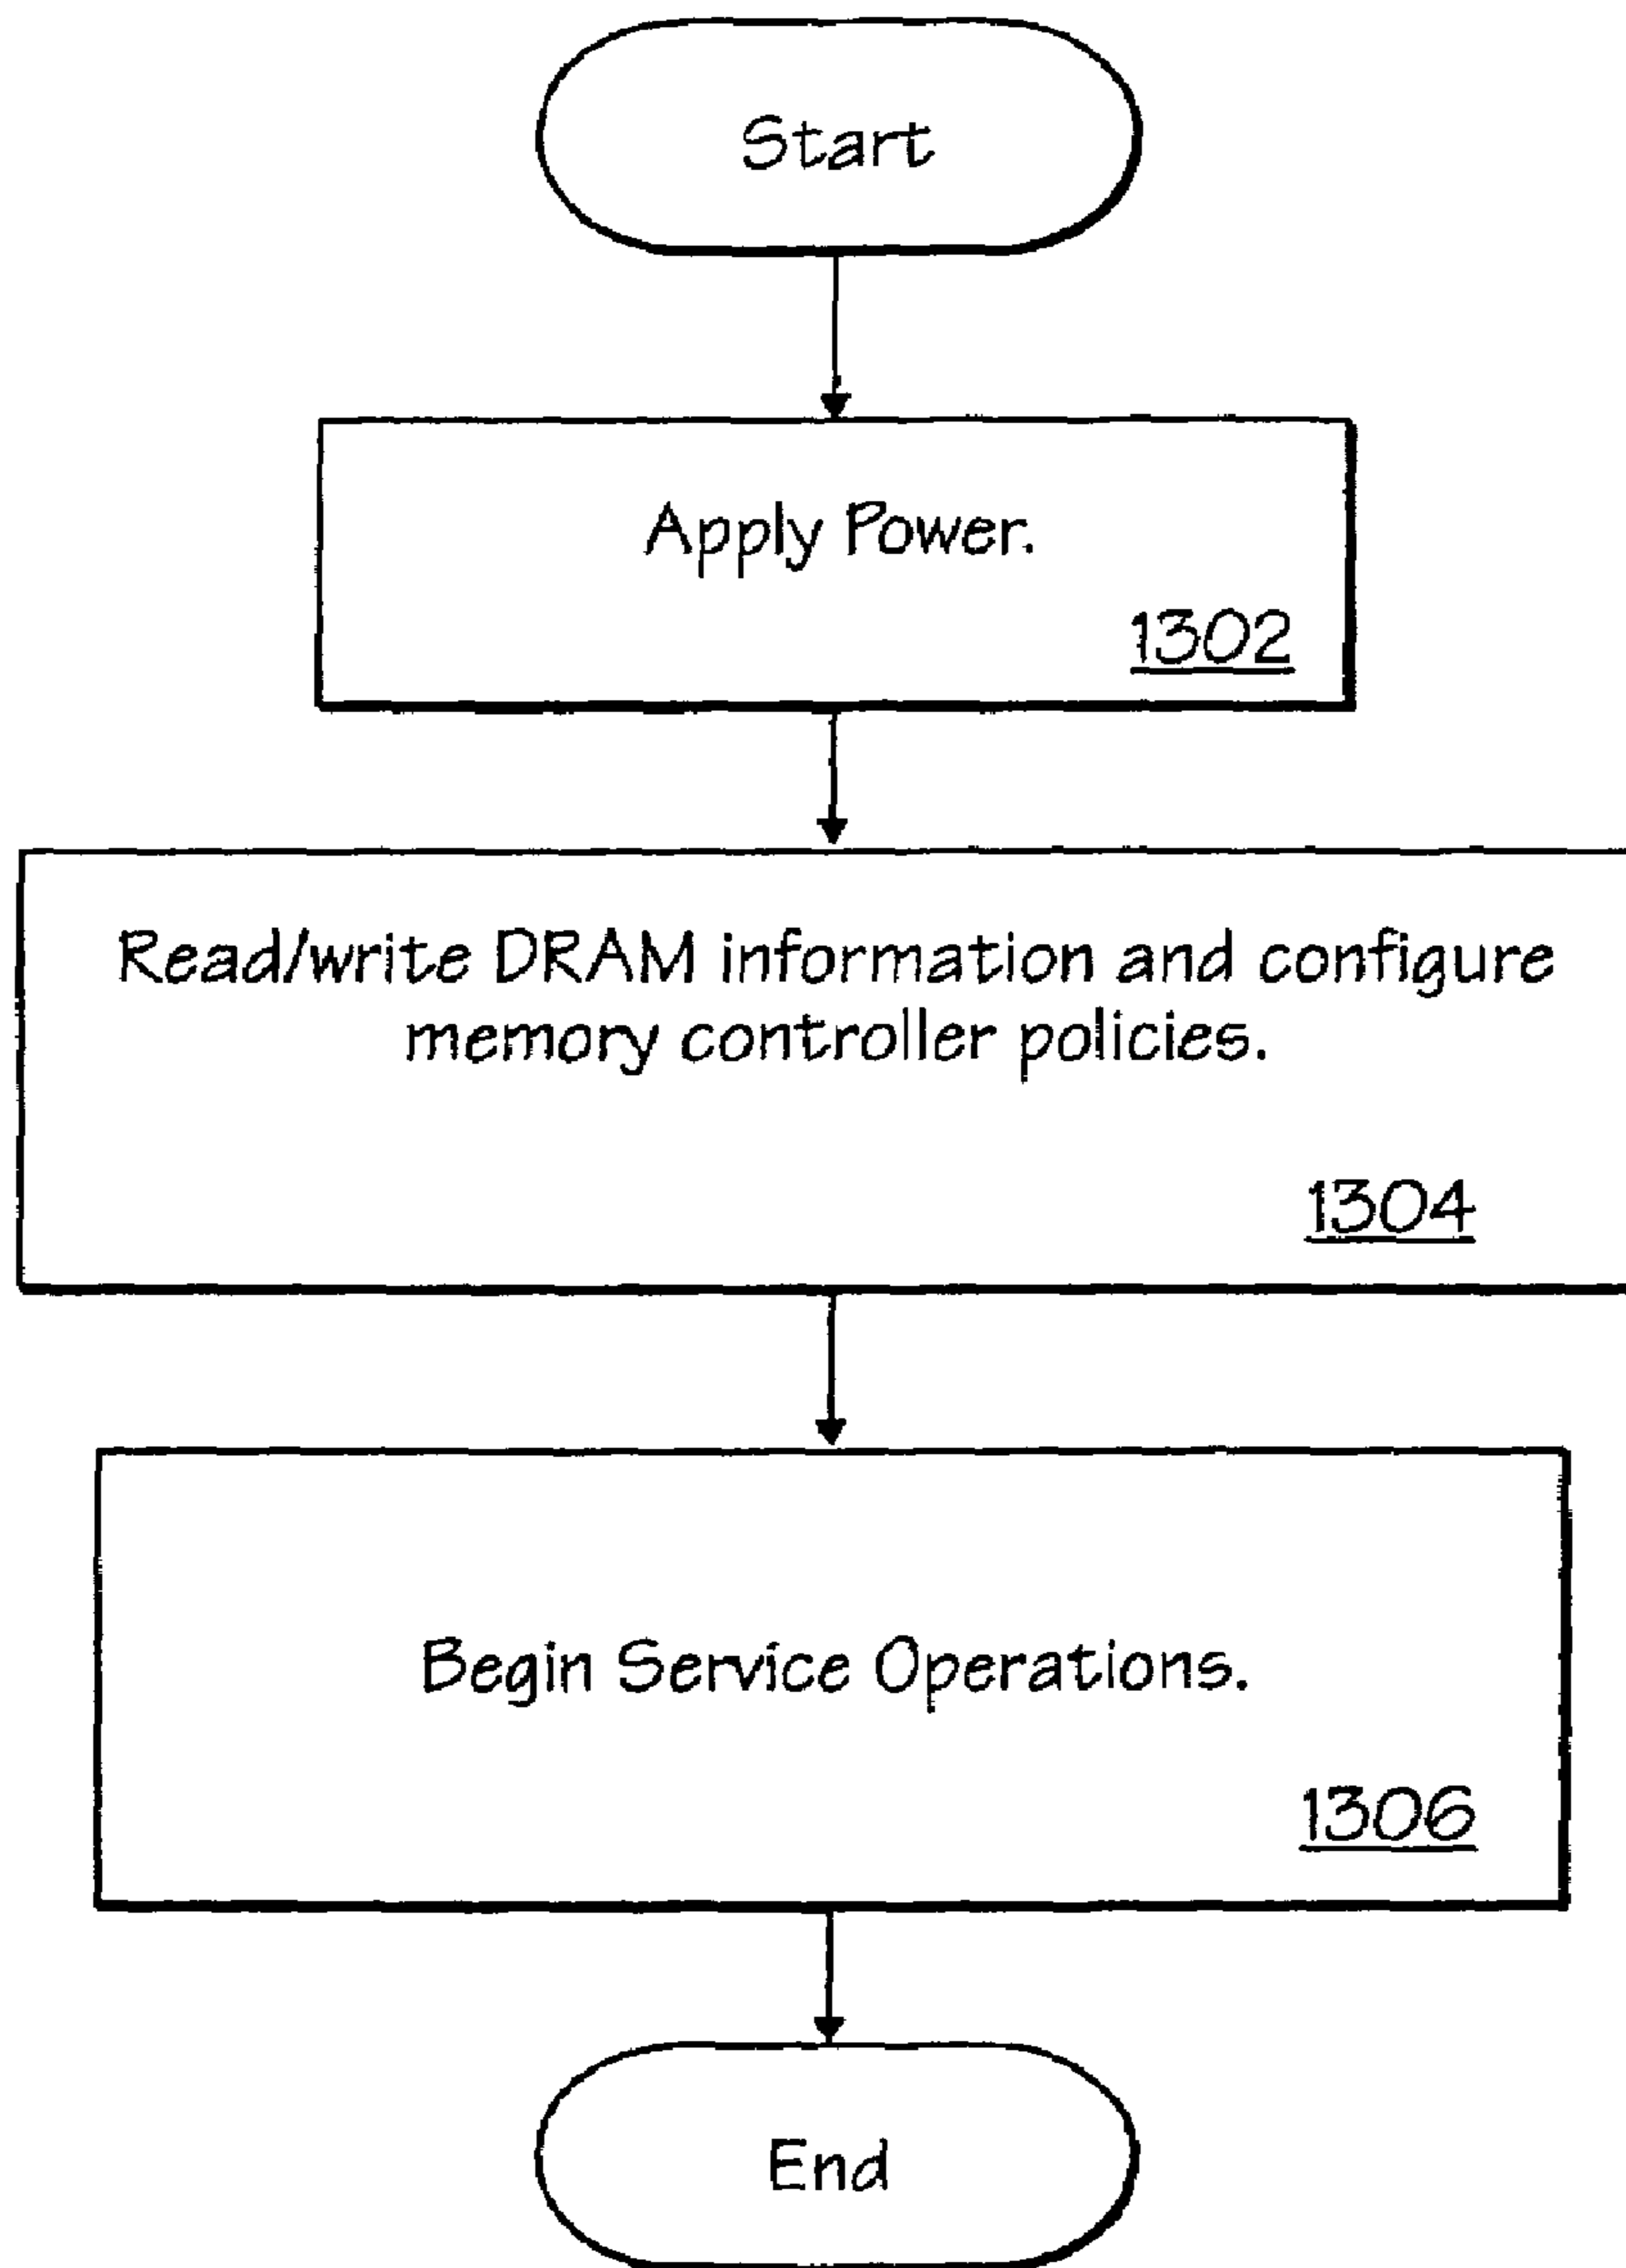 Start
Apply Power.
1302
Read/write DRAM information and configure
memory controller policies.
1304
Begin Service Operations.
1306
End